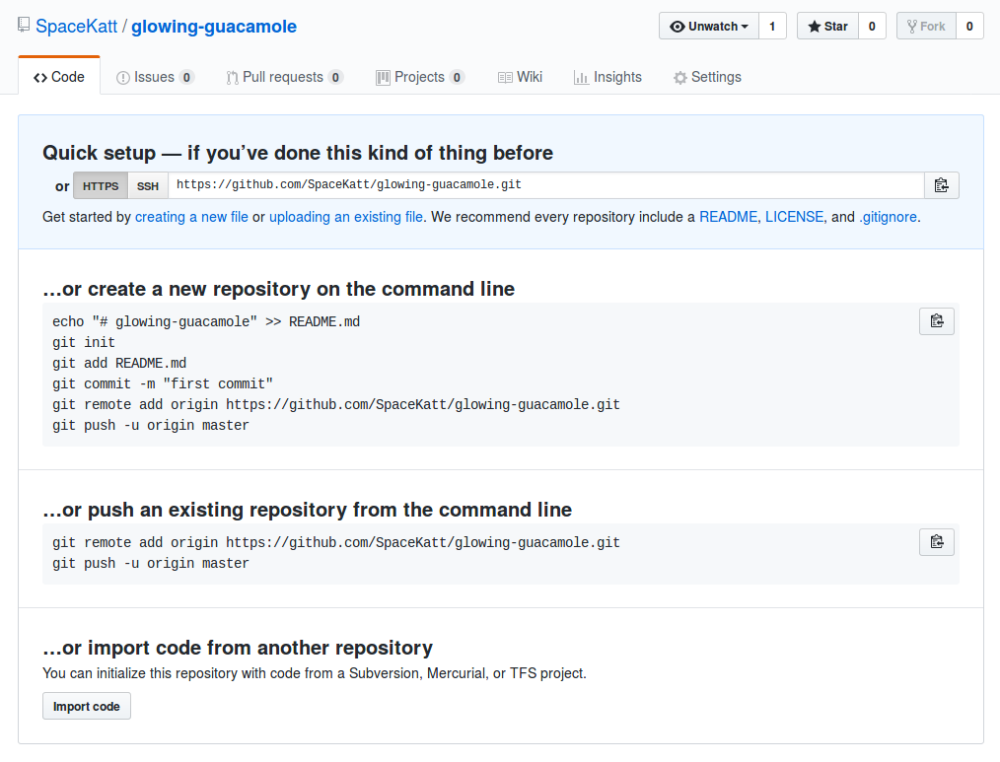 SpaceKatt / glowing-guacamole
Unwatch 1 Star 0 Fork 0
Code Issues 0 Pull requests 0 Projects 0 Wiki Insights Settings
Quick setup — if you’ve done this kind of thing before
or HTTPS SSH https://github.com/SpaceKatt/glowing-guacamole.git
Get started by creating a new file or uploading an existing file. We recommend every repository include a README, LICENSE, and .gitignore.
…or create a new repository on the command line
echo "# glowing-guacamole" >> README.md
git init
git add README.md
git commit -m "first commit"
git remote add origin https://github.com/SpaceKatt/glowing-guacamole.git
git push -u origin master
…or push an existing repository from the command line
git remote add origin https://github.com/SpaceKatt/glowing-guacamole.git
git push -u origin master
…or import code from another repository
You can initialize this repository with code from a Subversion, Mercurial, or TFS project.
Import code